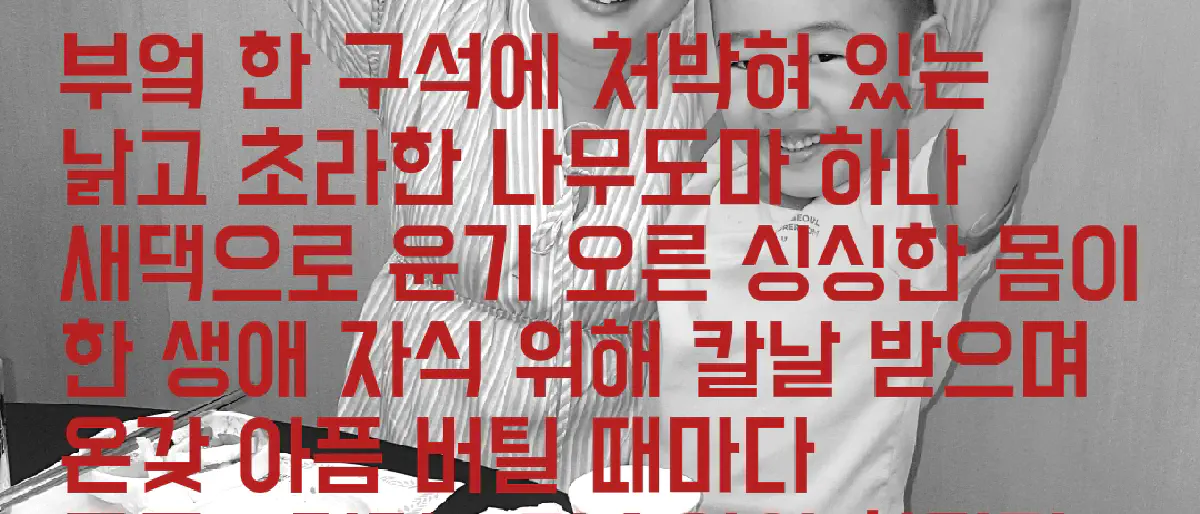 부엌 한 구석에 처박혀 있는
낡고 초라한 나무도마 하나
SEOUL
새댁으로 윤기 오른 싱싱한 몸이
한 생애 자식 위해 칼날 받으며
온갖 아픔 버틸 때마다